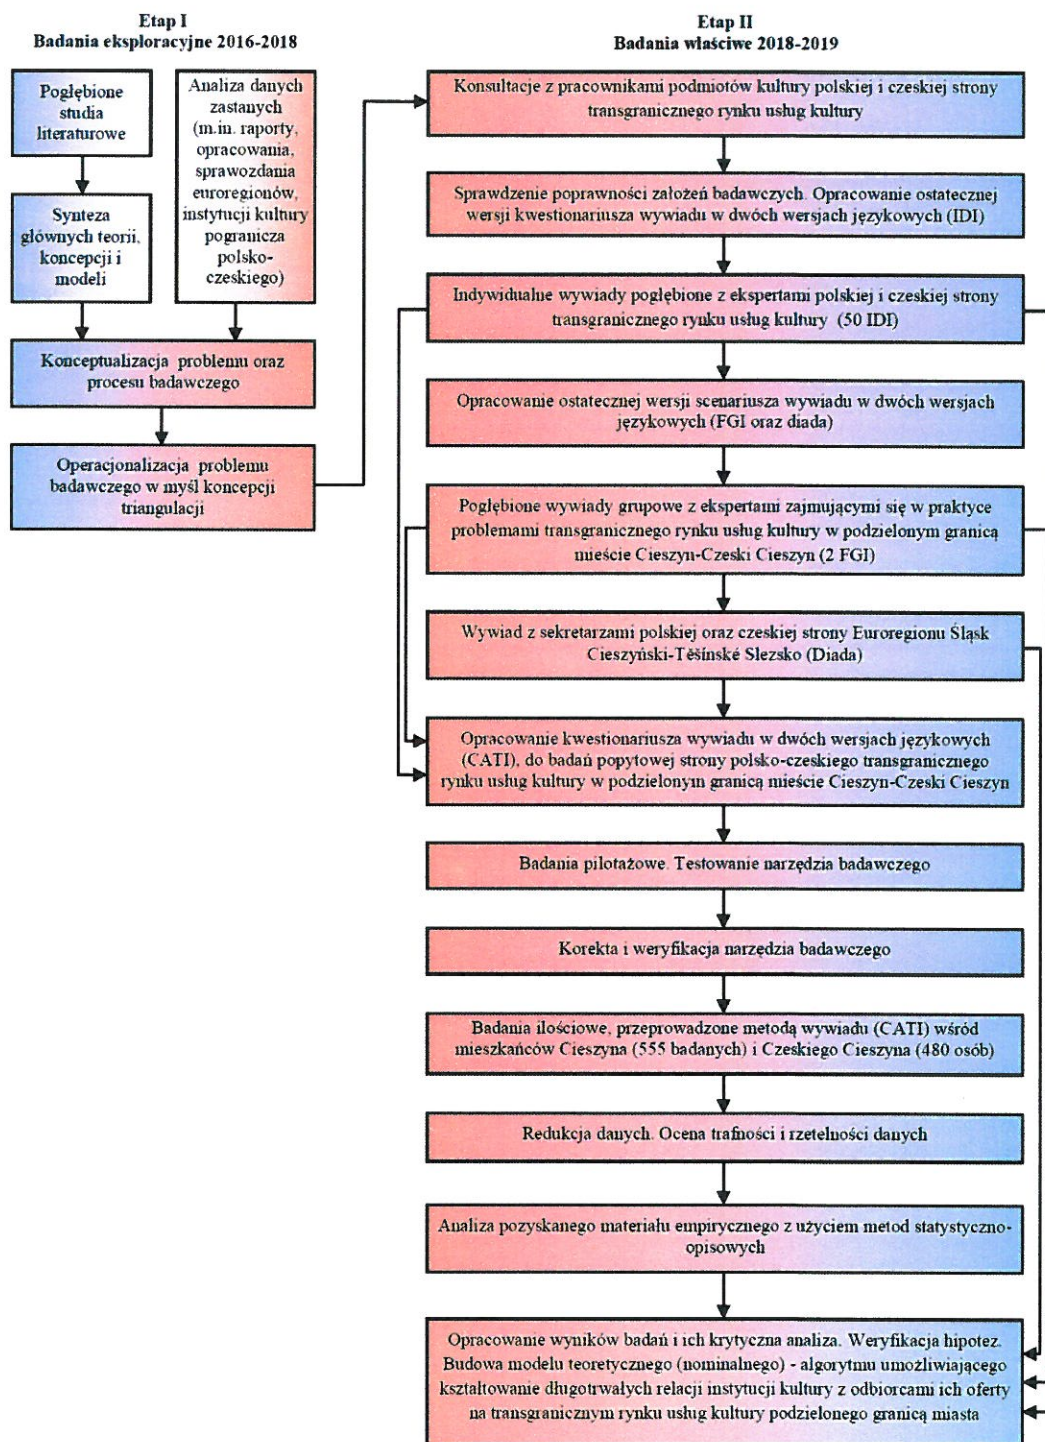 Etap I
Badania eksploracyjne 2016-2018
Pogłębione
studia
literaturowe
Synteza
głównych teorii,
koncepcji i
modeli
Analiza danych
zastanych
(m.in. raporty,
opracowania,
sprawozdania
euroregionów,
instytucji kultury
pogranicza
polsko-
czeskiego)
Konceptualizacja problemu oraz
procesu badawczego
Operacjonalizacja problemu
badawczego w myśl koncepcji
triangulacji
Etap II
Badania właściwe 2018-2019
Konsultacje z pracownikami podmiotów kultury polskiej i czeskiej strony
transgranicznego rynku usług kultury
Sprawdzenie poprawności założeń badawczych. Opracowanie ostatecznej
wersji kwestionariusza wywiadu w dwóch wersjach językowych (IDI)
Indywidualne wywiady pogłębione z ekspertami polskiej i czeskiej strony
transgranicznego rynku usług kultury (50 IDI)
Opracowanie ostatecznej wersji scenariusza wywiadu w dwóch wersjach
językowych (FGI oraz diada)
Pogłębione wywiady grupowe z ekspertami zajmującymi się w praktyce
problemami transgranicznego rynku usług kultury w podzielonym granicą
mieście Cieszyn-Czeski Cieszyn (2 FGI)
Wywiad z sekretarzami polskiej oraz czeskiej strony Euroregionu Śląsk
Cieszyński-Těšínské Slezsko (Diada)
Opracowanie kwestionariusza wywiadu w dwóch wersjach językowych
(CATI), do badań popytowej strony polsko-czeskiego transgranicznego
rynku usług kultury w podzielonym granicą mieście Cieszyn-Czeski Cieszyn
Badania pilotażowe. Testowanie narzędzia badawczego
Korekta i weryfikacja narzędzia badawczego
Badania ilościowe, przeprowadzone metodą wywiadu (CATI) wśród
mieszkańców Cieszyna (555 badanych) i Czeskiego Cieszyna (480 osób)
Redukcja danych. Ocena trafności i rzetelności danych
Analiza pozyskanego materiału empirycznego z użyciem metod statystyczno-
opisowych
Opracowanie wyników badań i ich krytyczna analiza. Weryfikacja hipotez.
Budowa modelu teoretycznego (nominalnego) - algorytmu umożliwiającego
kształtowanie długotrwałych relacji instytucji kultury z odbiorcami ich oferty
na transgranicznym rynku usług kultury podzielonego granicą miasta